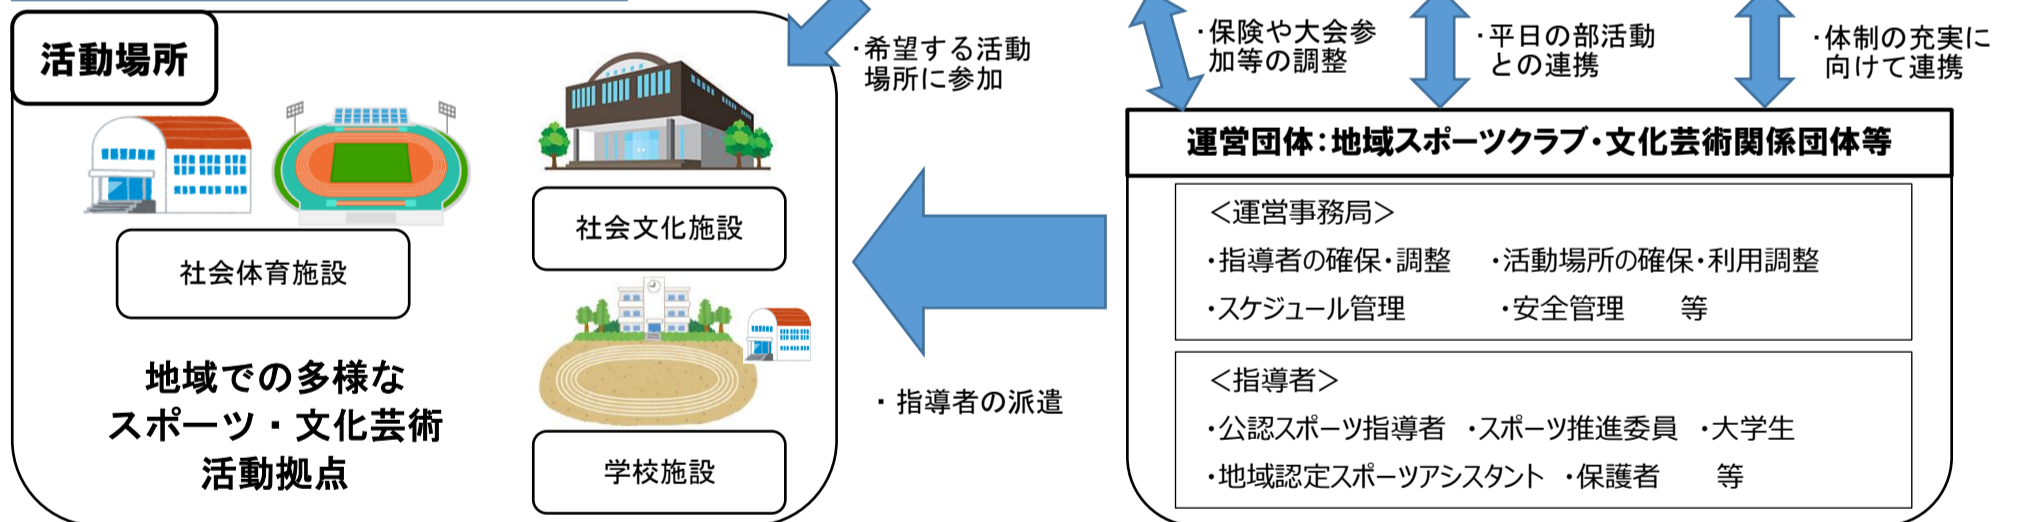 活動場所
・希望する活動
場所に参加
・保険や大会参
加等の調整
・平日の部活動
との連携
・体制の充実に
向けて連携
社会体育施設
社会文化施設
学校施設
地域での多様な
スポーツ・文化芸術
活動拠点
・指導者の派遣
運営団体：地域スポーツクラブ・文化芸術関係団体等
＜運営事務局＞
・指導者の確保・調整　・活動場所の確保・利用調整
・スケジュール管理　・安全管理　等
＜指導者＞
・公認スポーツ指導者　・スポーツ推進委員　・大学生
・地域認定スポーツアシスタント　・保護者　等